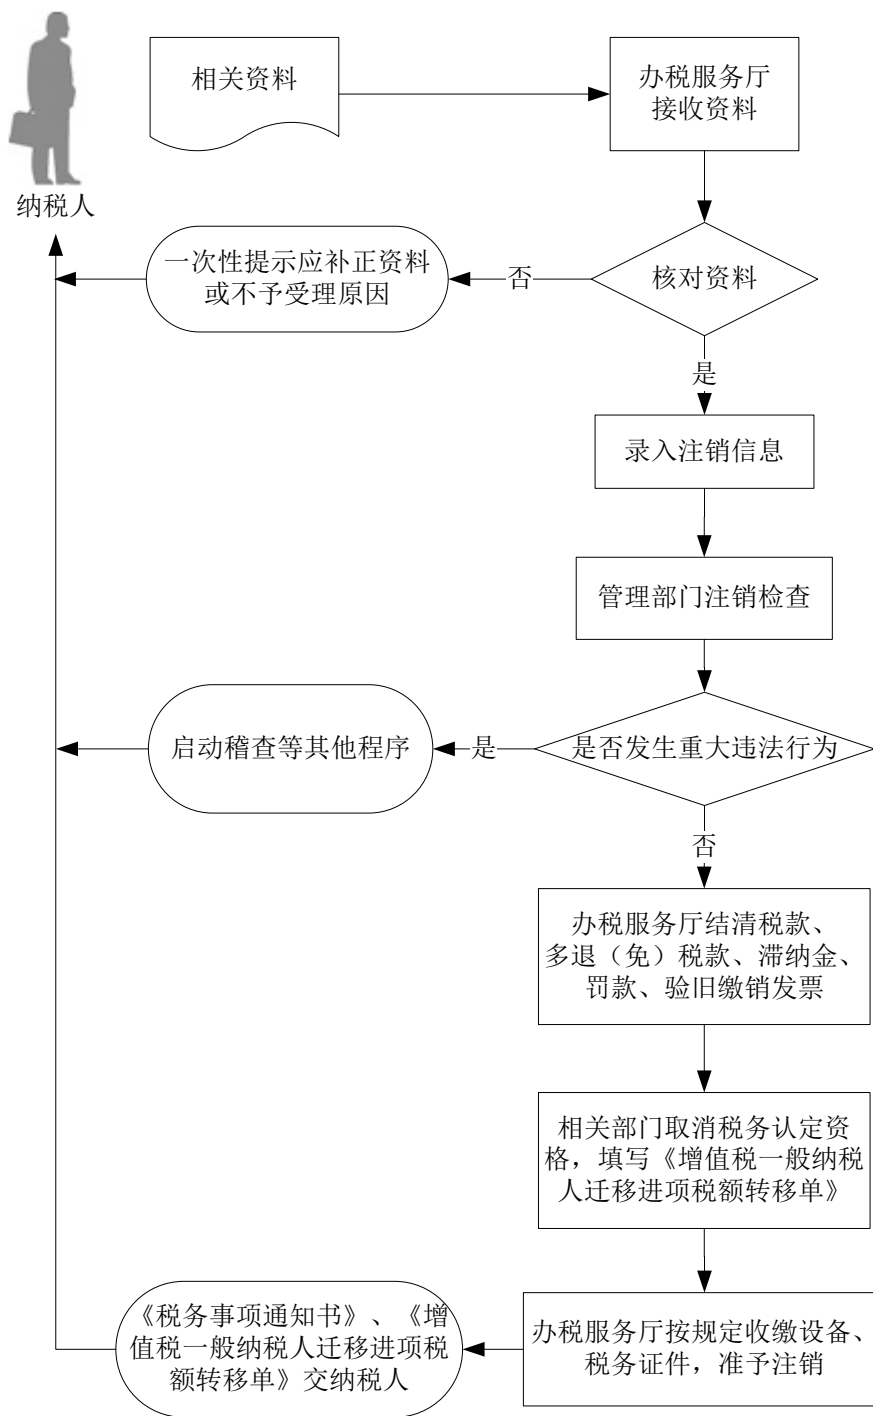 相关资料
办税服务厅
接收资料
纳税人
一次性提示应补正资料
或不予受理原因
否
核对资料
是
录入注销信息
管理部门注销检查
启动稽查等其他程序
是
是否发生重大违法行为
否
办税服务厅结清税款、
多退（免）税款、滞纳金、
罚款、验旧缴销发票
相关部门取消税务认定资
格，填写《增值税一般纳税
人迁移进项税额转移单》
《税务事项通知书》、《增
值税一般纳税人迁移进项税
额转移单》交纳税人
办税服务厅按规定收缴设备、
税务证件，准予注销